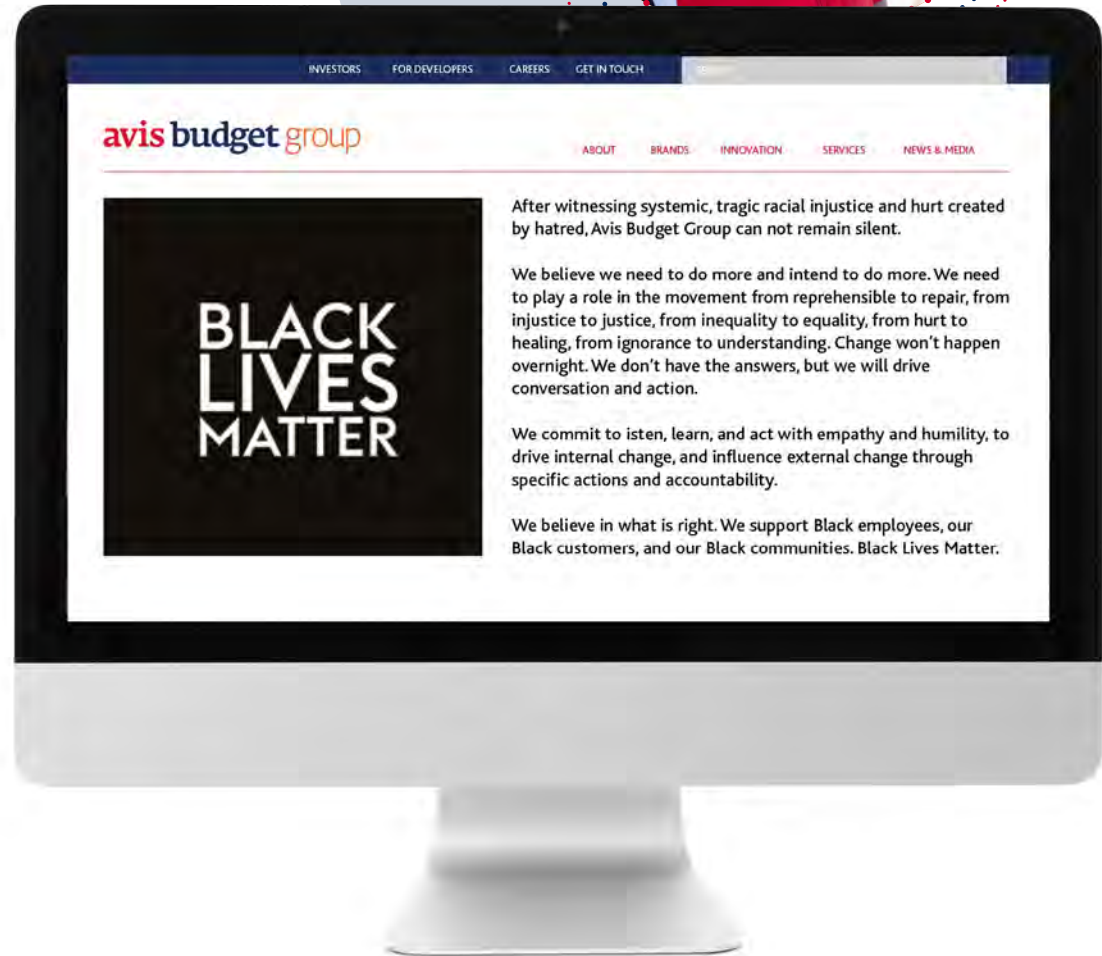 INVESTORS FOR DEVELOPERS CAREERS GET IN TOUCH
avis budget group
ABOUT BRANDS INNOVATION SERVICES NEWS & MEDIA
BLACK
LIVES
MATTER
After witnessing systemic, tragic racial injustice and hurt created
by hatred, Avis Budget Group can not remain silent.
We believe we need to do more and intend to do more. We need
to play a role in the movement from reprehensible to repair, from
injustice to justice, from inequality to equality, from hurt to
healing, from ignorance to understanding. Change won't happen
overnight. We don't have the answers, but we will drive
conversation and action.
We commit to isten, learn, and act with empathy and humility, to
drive internal change, and influence external change through
specific actions and accountability.
We believe in what is right. We support Black employees, our
Black customers, and our Black communities. Black Lives Matter.